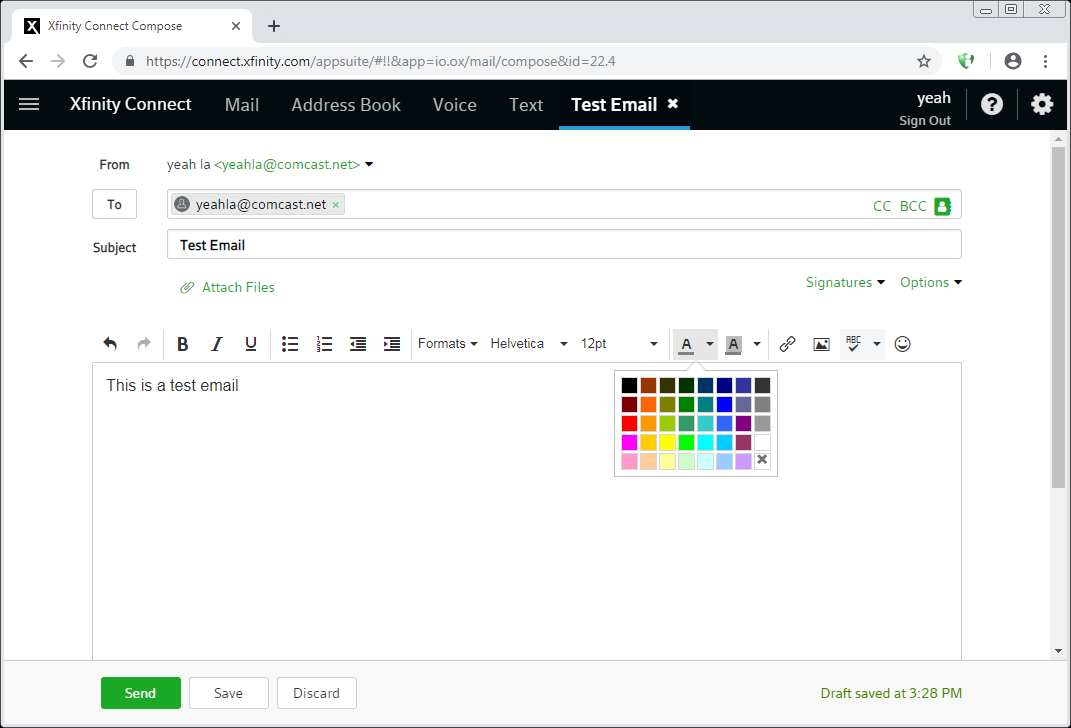 Xfinity Connect Compose
https://connect.xfinity.com/appsuite/#!!&app=io.ox/mail/compose&id=22.4
Xfinity Connect Mail Address Book Voice Text Test Email
yeah
Sign Out
From yeah la <yeahla@comcast.net>
To yeahla@comcast.net × CC BCC
Subject Test Email
Attach Files Signatures Options
B I U Formats Helvetica 12pt A A ABC
This is a test email
Send Save Discard Draft saved at 3:28 PM